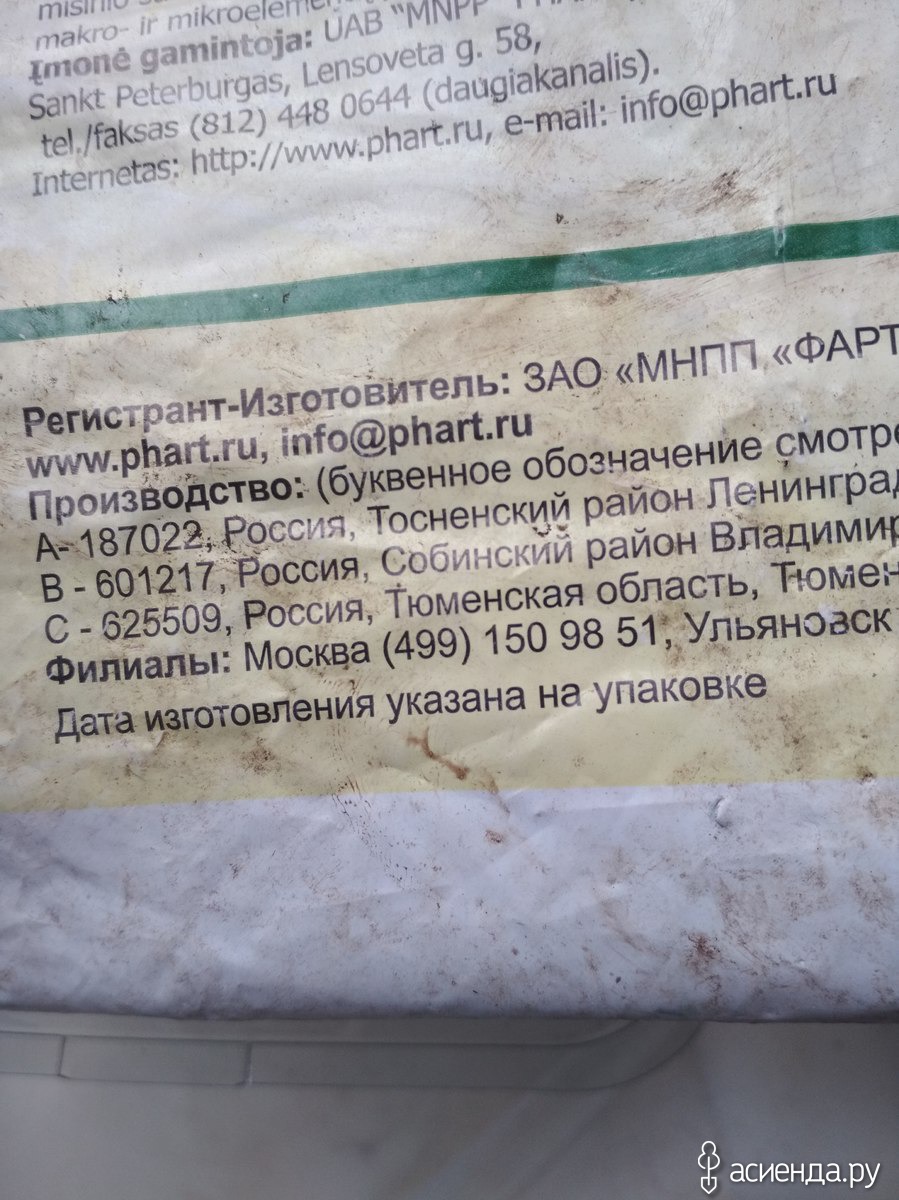 makro- ir
Įmonė gamintoja: UAB "MNPP
Sankt Peterburgas, Lensoveta g. 58,
tel./faksas (812) 448 0644 (daugiakanalis).
Internetas: http://www.phart.ru, e-mail: info@phart.ru
Регистрант-Изготовитель: ЗАО «МНПП «ФАРТ
www.phart.ru, info@phart.ru
Производство: (буквенное обозначение смотре
А- 187022, Россия, Тосненский район Ленинград
В - 601217, Россия, Собинский район Владимир
С - 625509, Россия, Тюменская область, Тюмен
Филиалы: Москва (499) 150 98 51, Ульяновск
Дата изготовления указана на упаковке
асиенда.ру